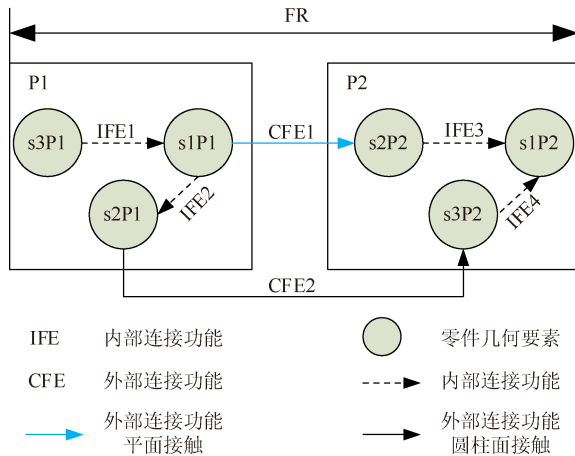 FR
P1
P2
s3P1
IFE1
s1P1
CFE1
s2P2
IFE3
s1P2
IFE2
s2P1
s3P2
IFE4
CFE2
IFE 内部连接功能
零件几何要素
CFE 外部连接功能
内部连接功能
外部连接功能
平面接触
外部连接功能
圆柱面接触